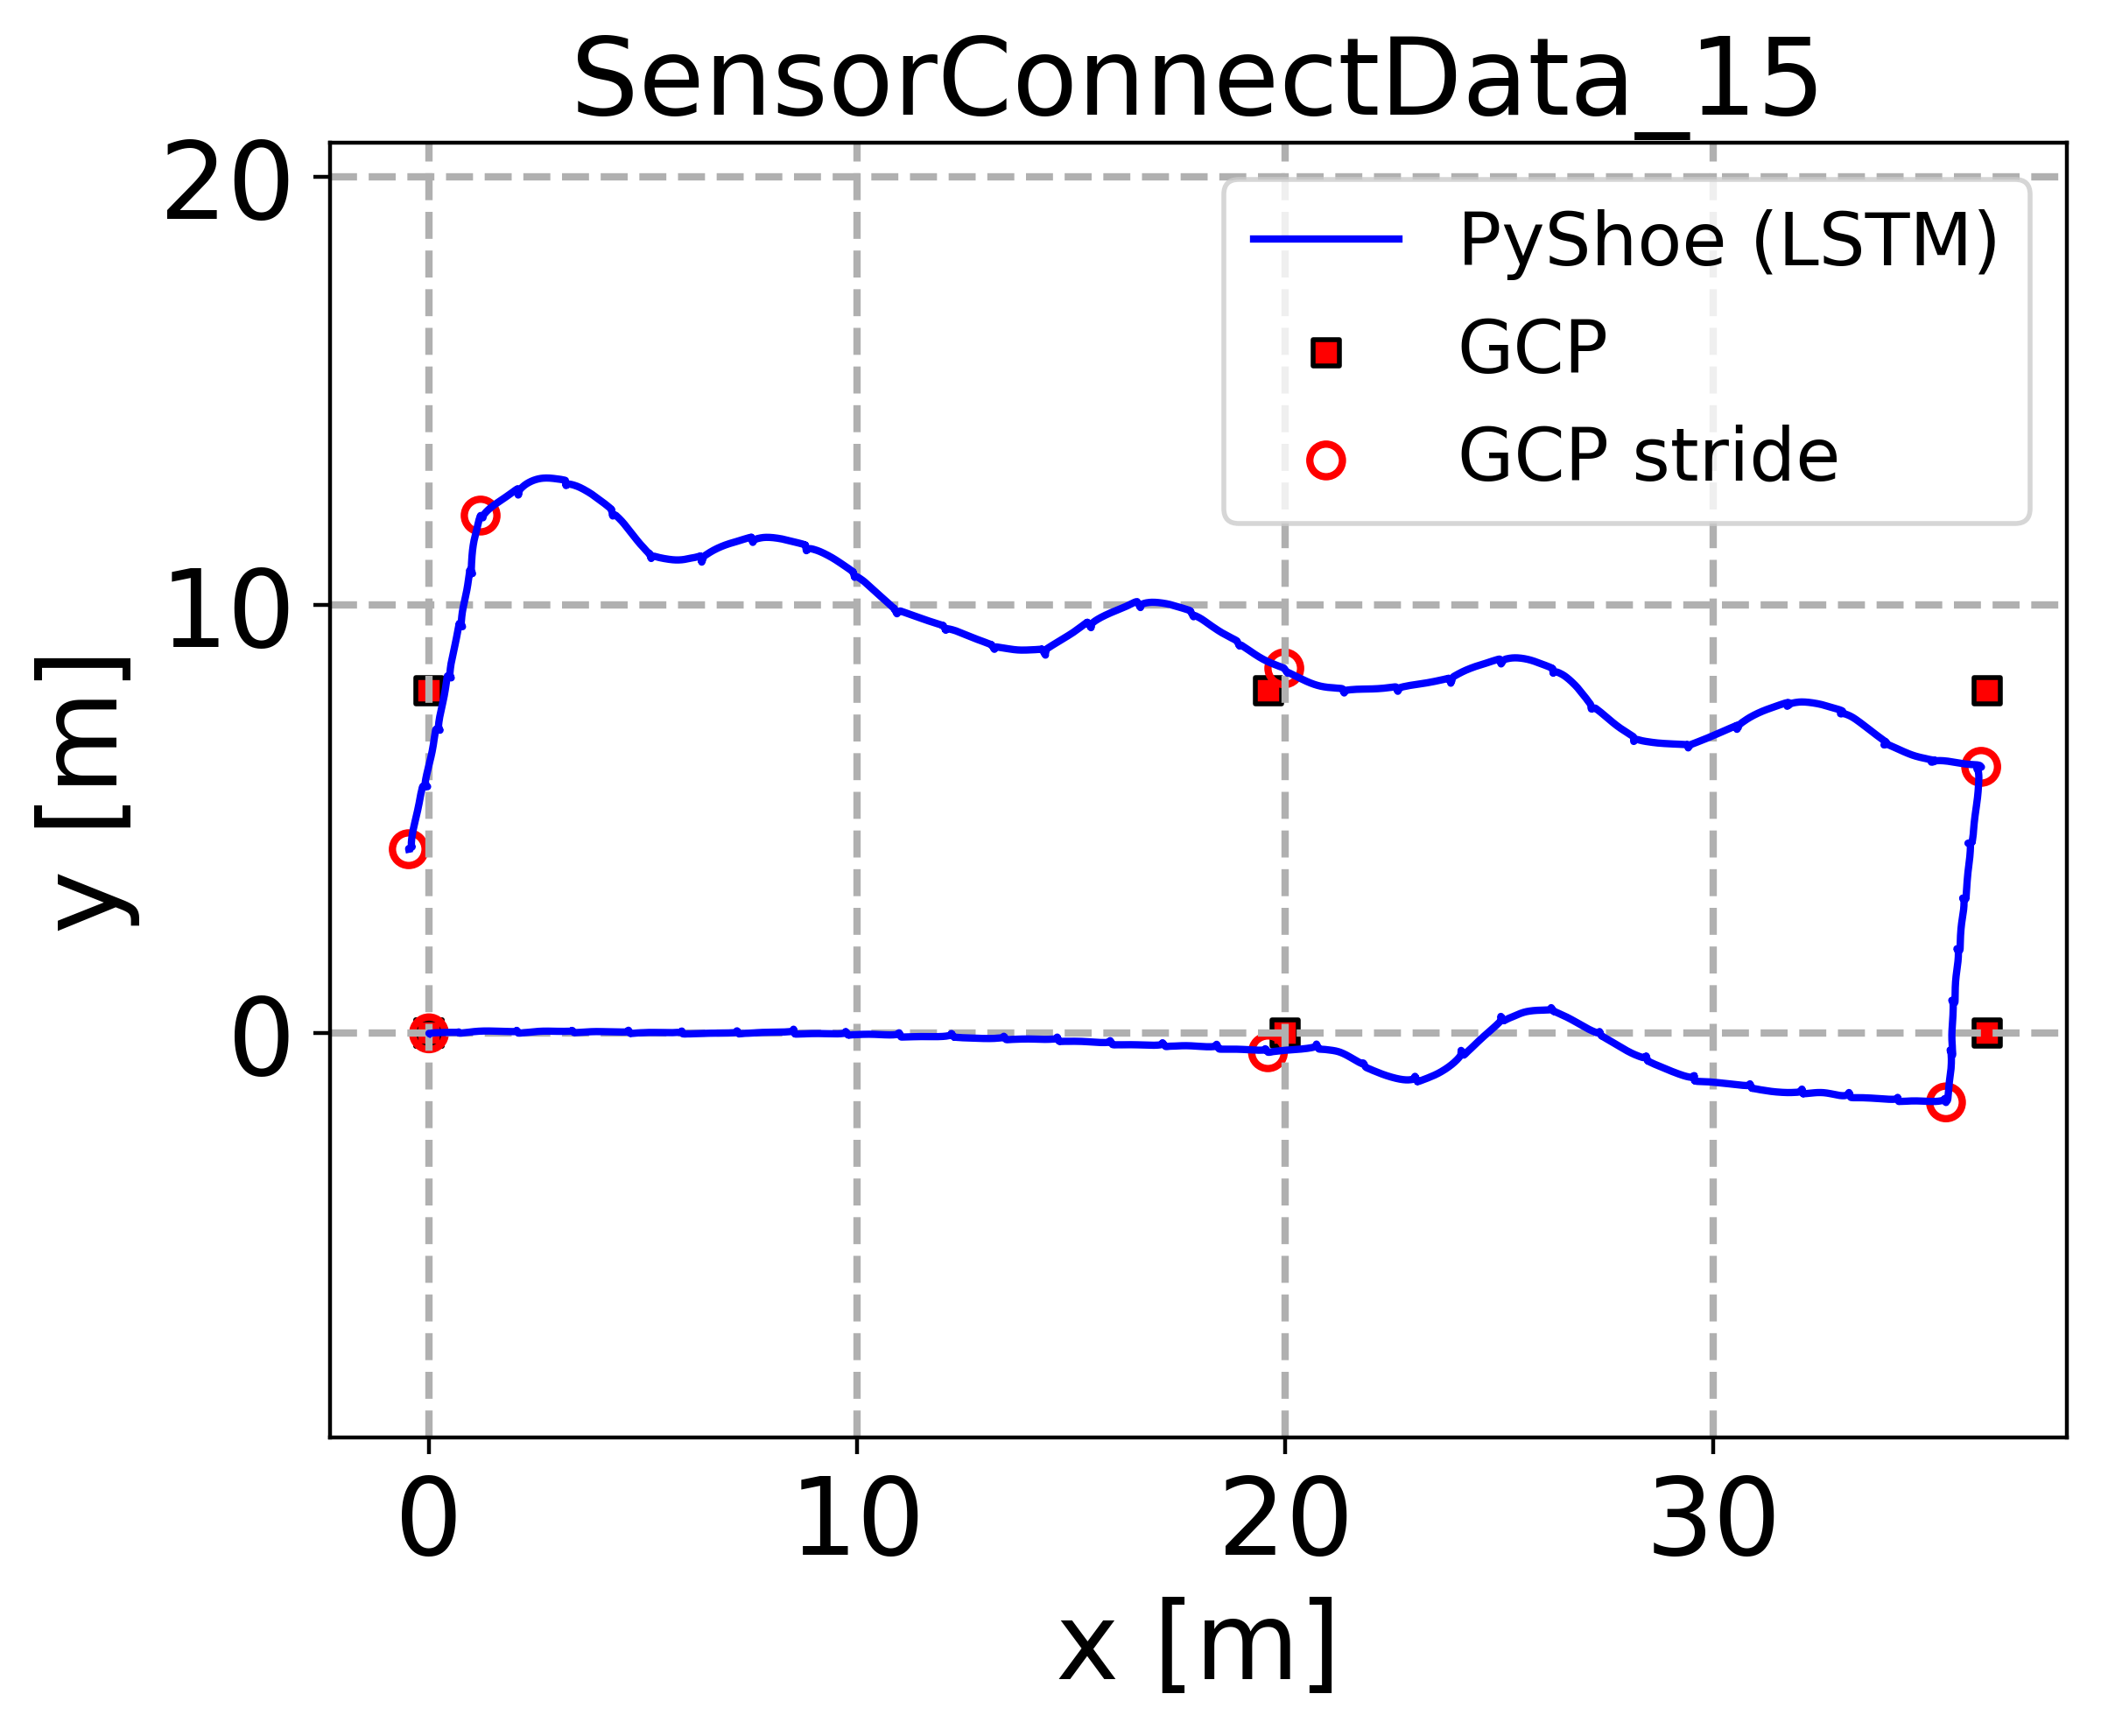 SensorConnectData_15
PyShoe (LSTM)
GCP
GCP stride
20
10
0
y [m]
0 10 20 30
x [m]